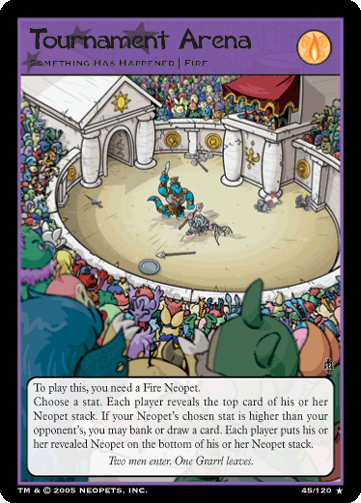 Tournament Arena
Something Has Happened | Fire
To play this, you need a Fire Neopet.
Choose a stat. Each player reveals the top card of his or her
Neopet stack. If your Neopet's chosen stat is higher than your
opponent's, you may bank or draw a card. Each player puts his
or her revealed Neopet on the bottom of his or her Neopet stack.
Two men enter. One Grarrl leaves.
TM & © 2005 NEOPETS, INC.
45/120 ★